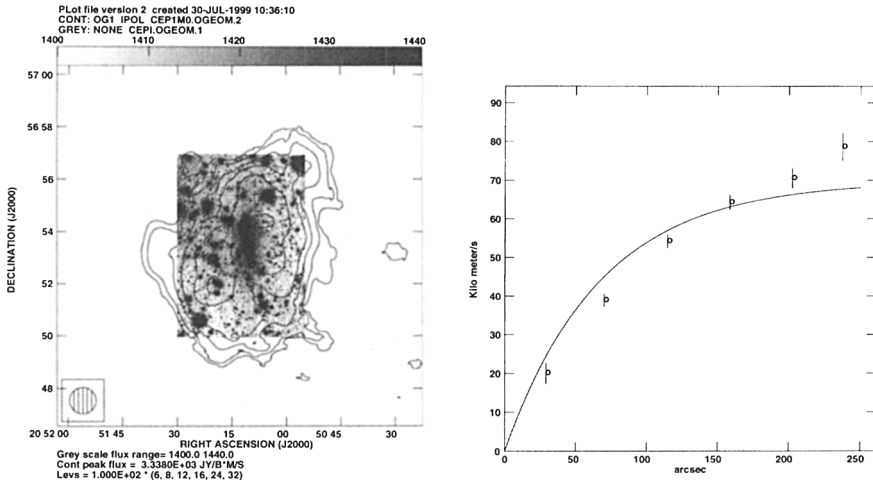 PLot file version 2 created 30-JUL-1999 10:36:10
CONT: OG1 IPOL CEP1M0.OGEOM.2
GREY: NONE CEPI.OGEOM.1
1400 1410 1420 1430 1440
57 00
56 58
56
54
52
50
48
DECLINATION (J2000)
20 52 00 51 45 30 15 00 50 45 30
RIGHT ASCENSION (J2000)
Grey scale flux range= 1400.0 1440.0
Cont peak flux = 3.3380E+03 JY/B*M/S
Levs = 1.000E+02 * (6, 8, 12, 16, 24, 32)
90
80
70
60
50
40
30
20
10
0
Kilo meter/s
0 50 100 150 200 250
arcsec